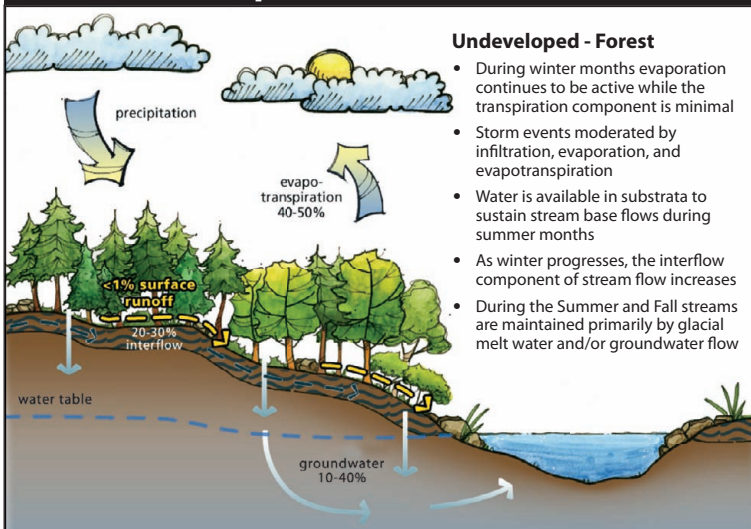 Undeveloped - Forest
• During winter months evaporation
continues to be active while the
transpiration component is minimal
• Storm events moderated by
infiltration, evaporation, and
evapotranspiration
• Water is available in substrata to
sustain stream base flows during
summer months
• As winter progresses, the interflow
component of stream flow increases
• During the Summer and Fall streams
are maintained primarily by glacial
melt water and/or groundwater flow
precipitation
evapo-
transpiration
40-50%
<1% surface
runoff
20-30%
interflow
water table
groundwater
10-40%